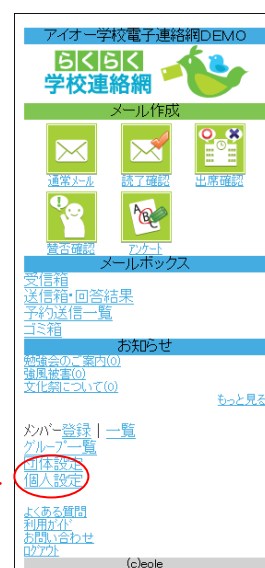 アイオー学校電子連絡網DEMO
らくらく
学校連絡網
メール作成
通常メール 読了確認 出席確認
賛否確認 アンケート
メールボックス
受信箱
送信箱・回答結果
予約送信一覧
ゴミ箱
お知らせ
勉強会のご案内(0)
強風被害(0)
文化祭について(0)
もっと見る
メンバー登録 | 一覧
グループ一覧
団体設定
個人設定
よくある質問
利用ガイド
お問い合わせ
ログアウト
(c)eole